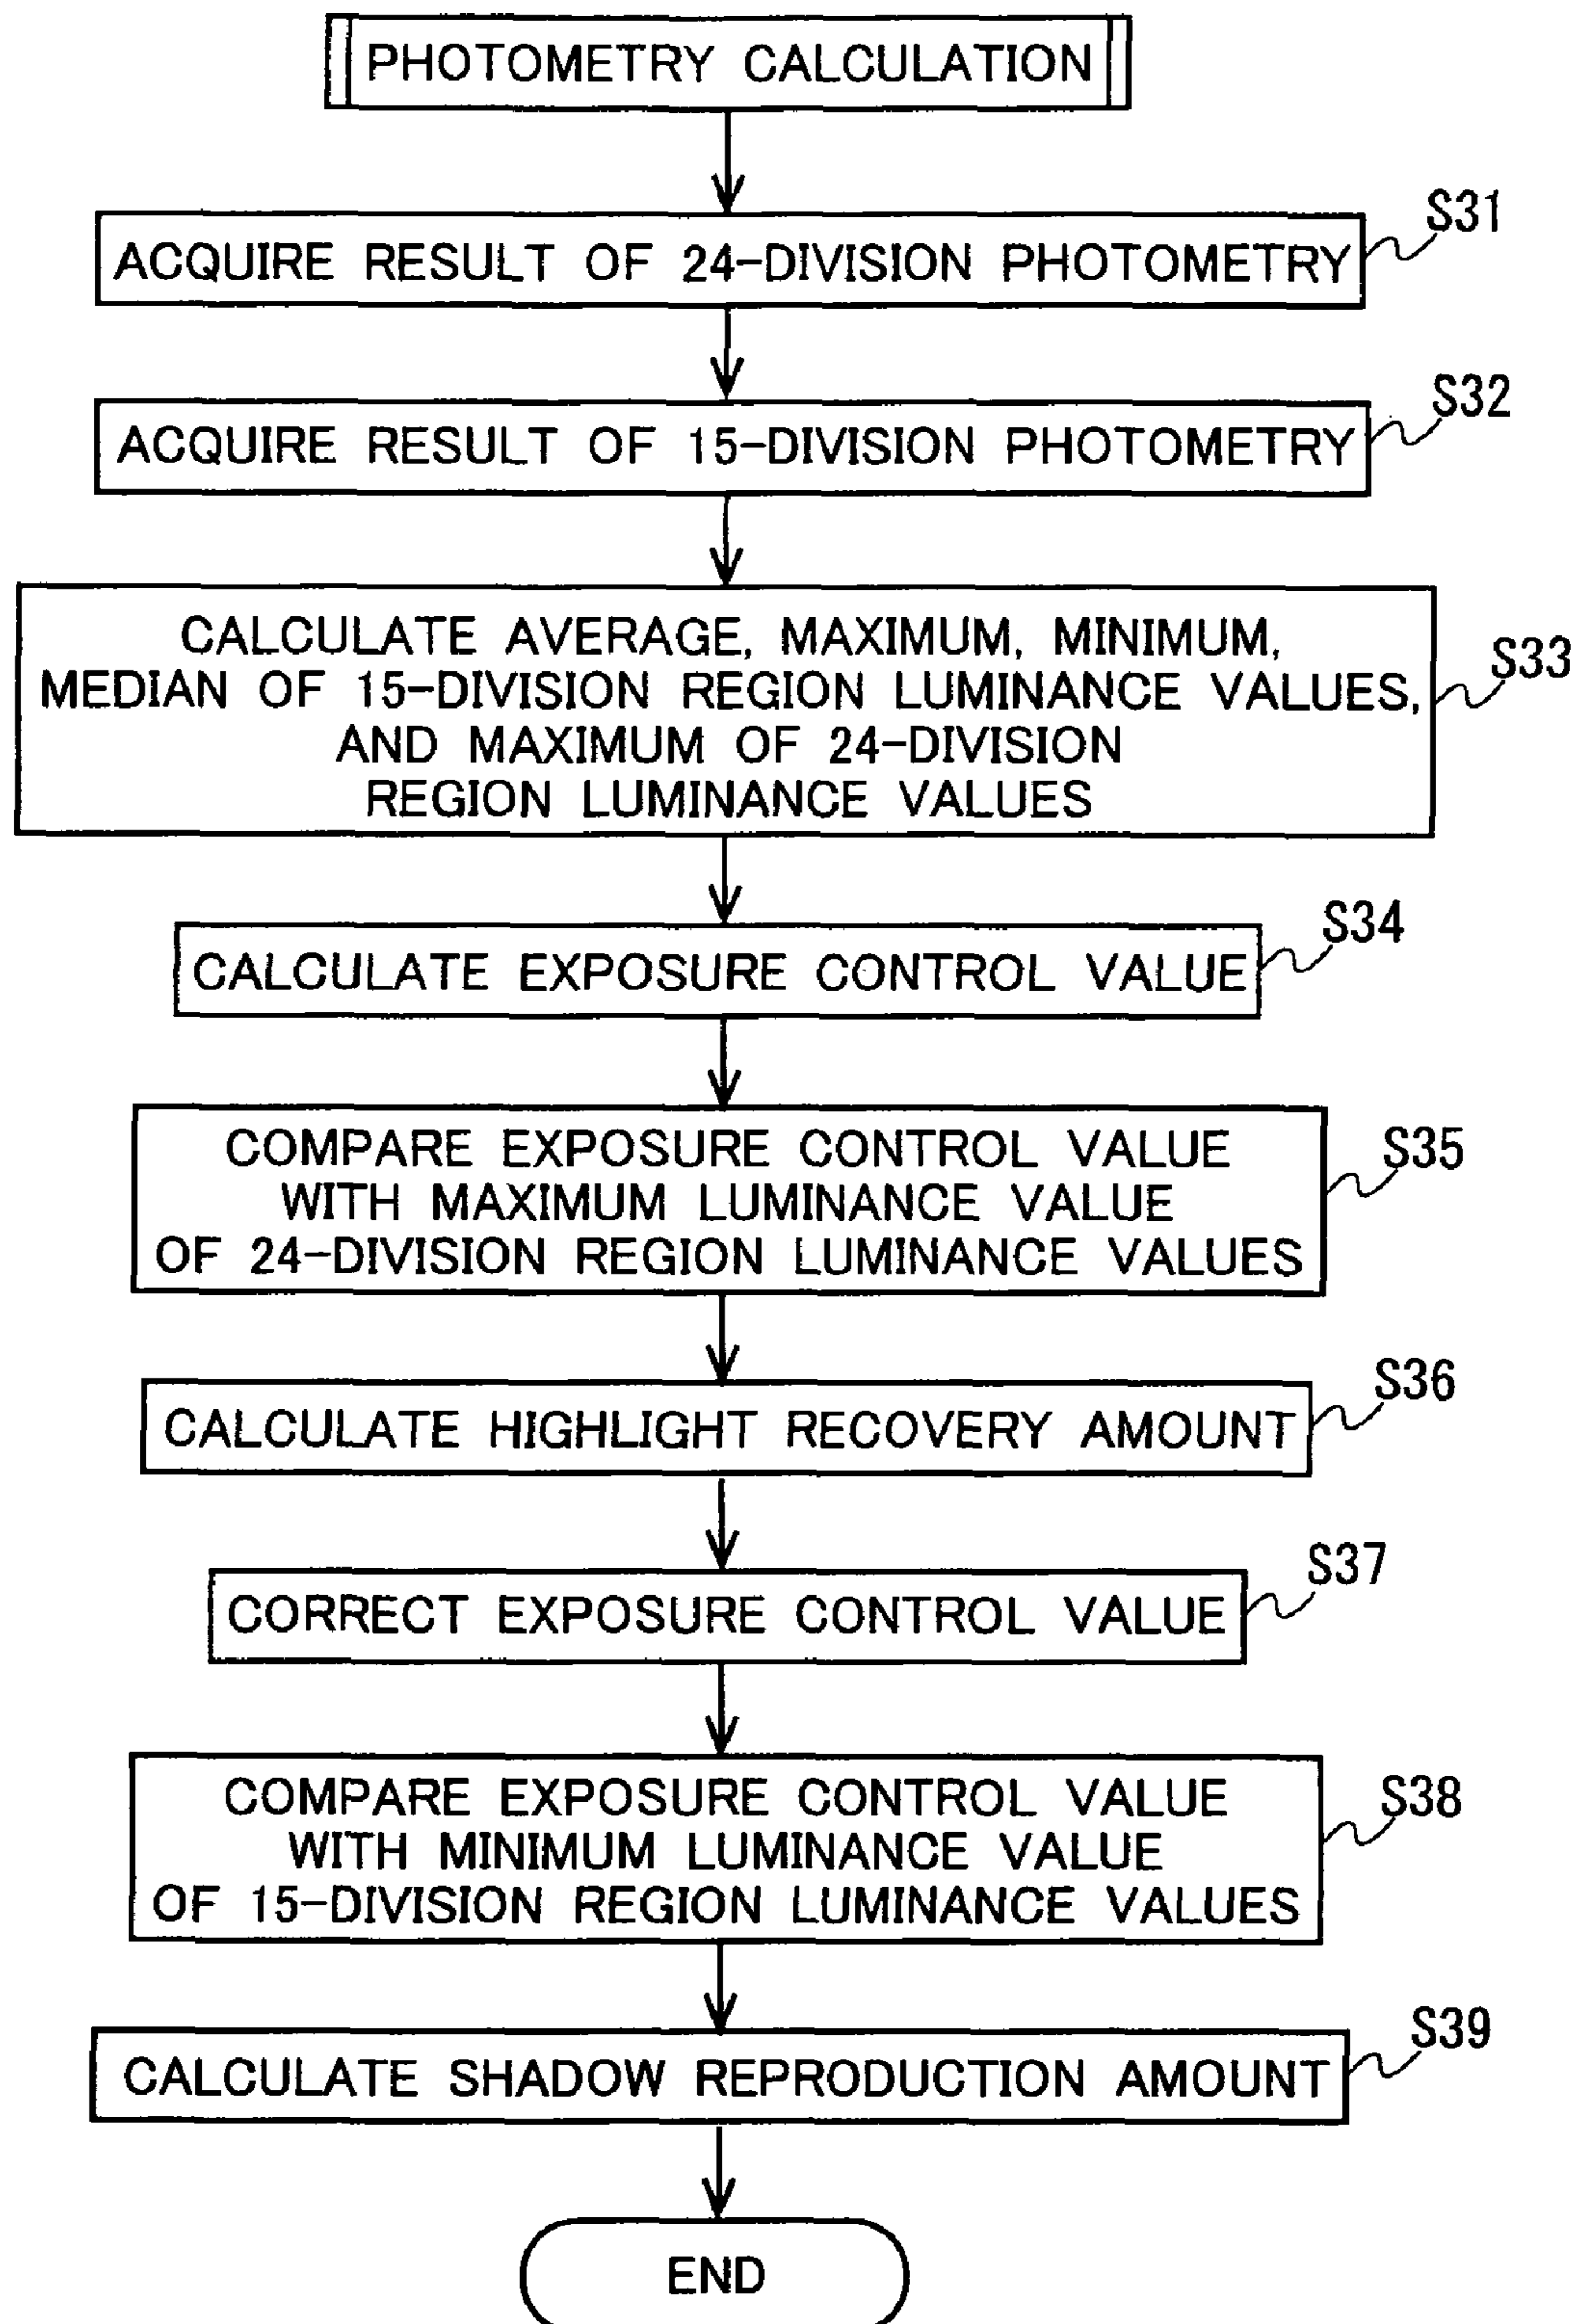 PHOTOMETRY CALCULATION
S31
ACQUIRE RESULT OF 24-DIVISION PHOTOMETRY
S32
ACQUIRE RESULT OF 15-DIVISION PHOTOMETRY
S33
CALCULATE AVERAGE, MAXIMUM, MINIMUM,
MEDIAN OF 15-DIVISION REGION LUMINANCE VALUES,
AND MAXIMUM OF 24-DIVISION
REGION LUMINANCE VALUES
S34
CALCULATE EXPOSURE CONTROL VALUE
S35
COMPARE EXPOSURE CONTROL VALUE
WITH MAXIMUM LUMINANCE VALUE
OF 24-DIVISION REGION LUMINANCE VALUES
S36
CALCULATE HIGHLIGHT RECOVERY AMOUNT
S37
CORRECT EXPOSURE CONTROL VALUE
S38
COMPARE EXPOSURE CONTROL VALUE
WITH MINIMUM LUMINANCE VALUE
OF 15-DIVISION REGION LUMINANCE VALUES
S39
CALCULATE SHADOW REPRODUCTION AMOUNT
END